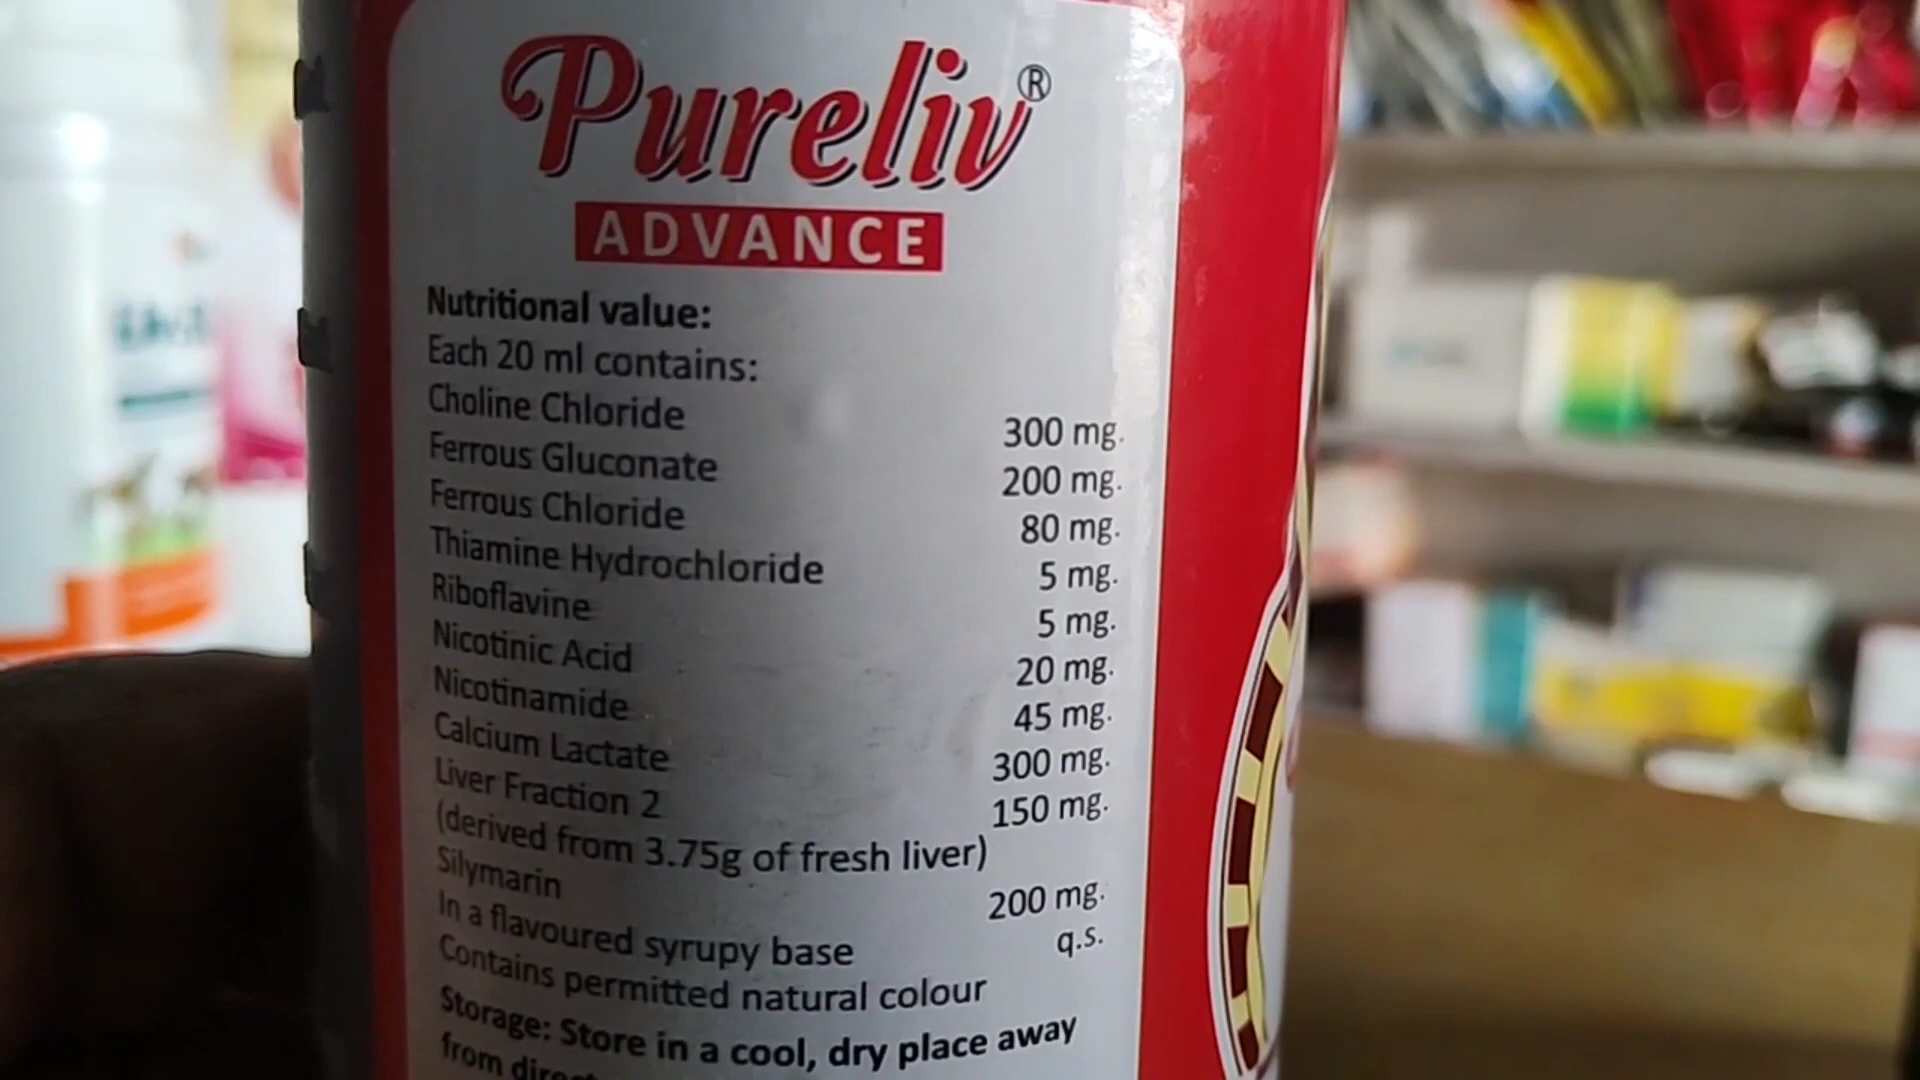 Pureliv®
ADVANCE
Nutritional value:
Each 20 ml contains:
Choline Chloride 300 mg.
Ferrous Gluconate 200 mg.
Ferrous Chloride 80 mg.
Thiamine Hydrochloride 5 mg.
Riboflavine 5 mg.
Nicotinic Acid 20 mg.
Nicotinamide 45 mg.
Calcium Lactate 300 mg.
Liver Fraction 2 150 mg.
(derived from 3.75g of fresh liver)
Silymarin 200 mg.
In a flavoured syrupy base q.s.
Contains permitted natural colour
Storage: Store in a cool, dry place away
from